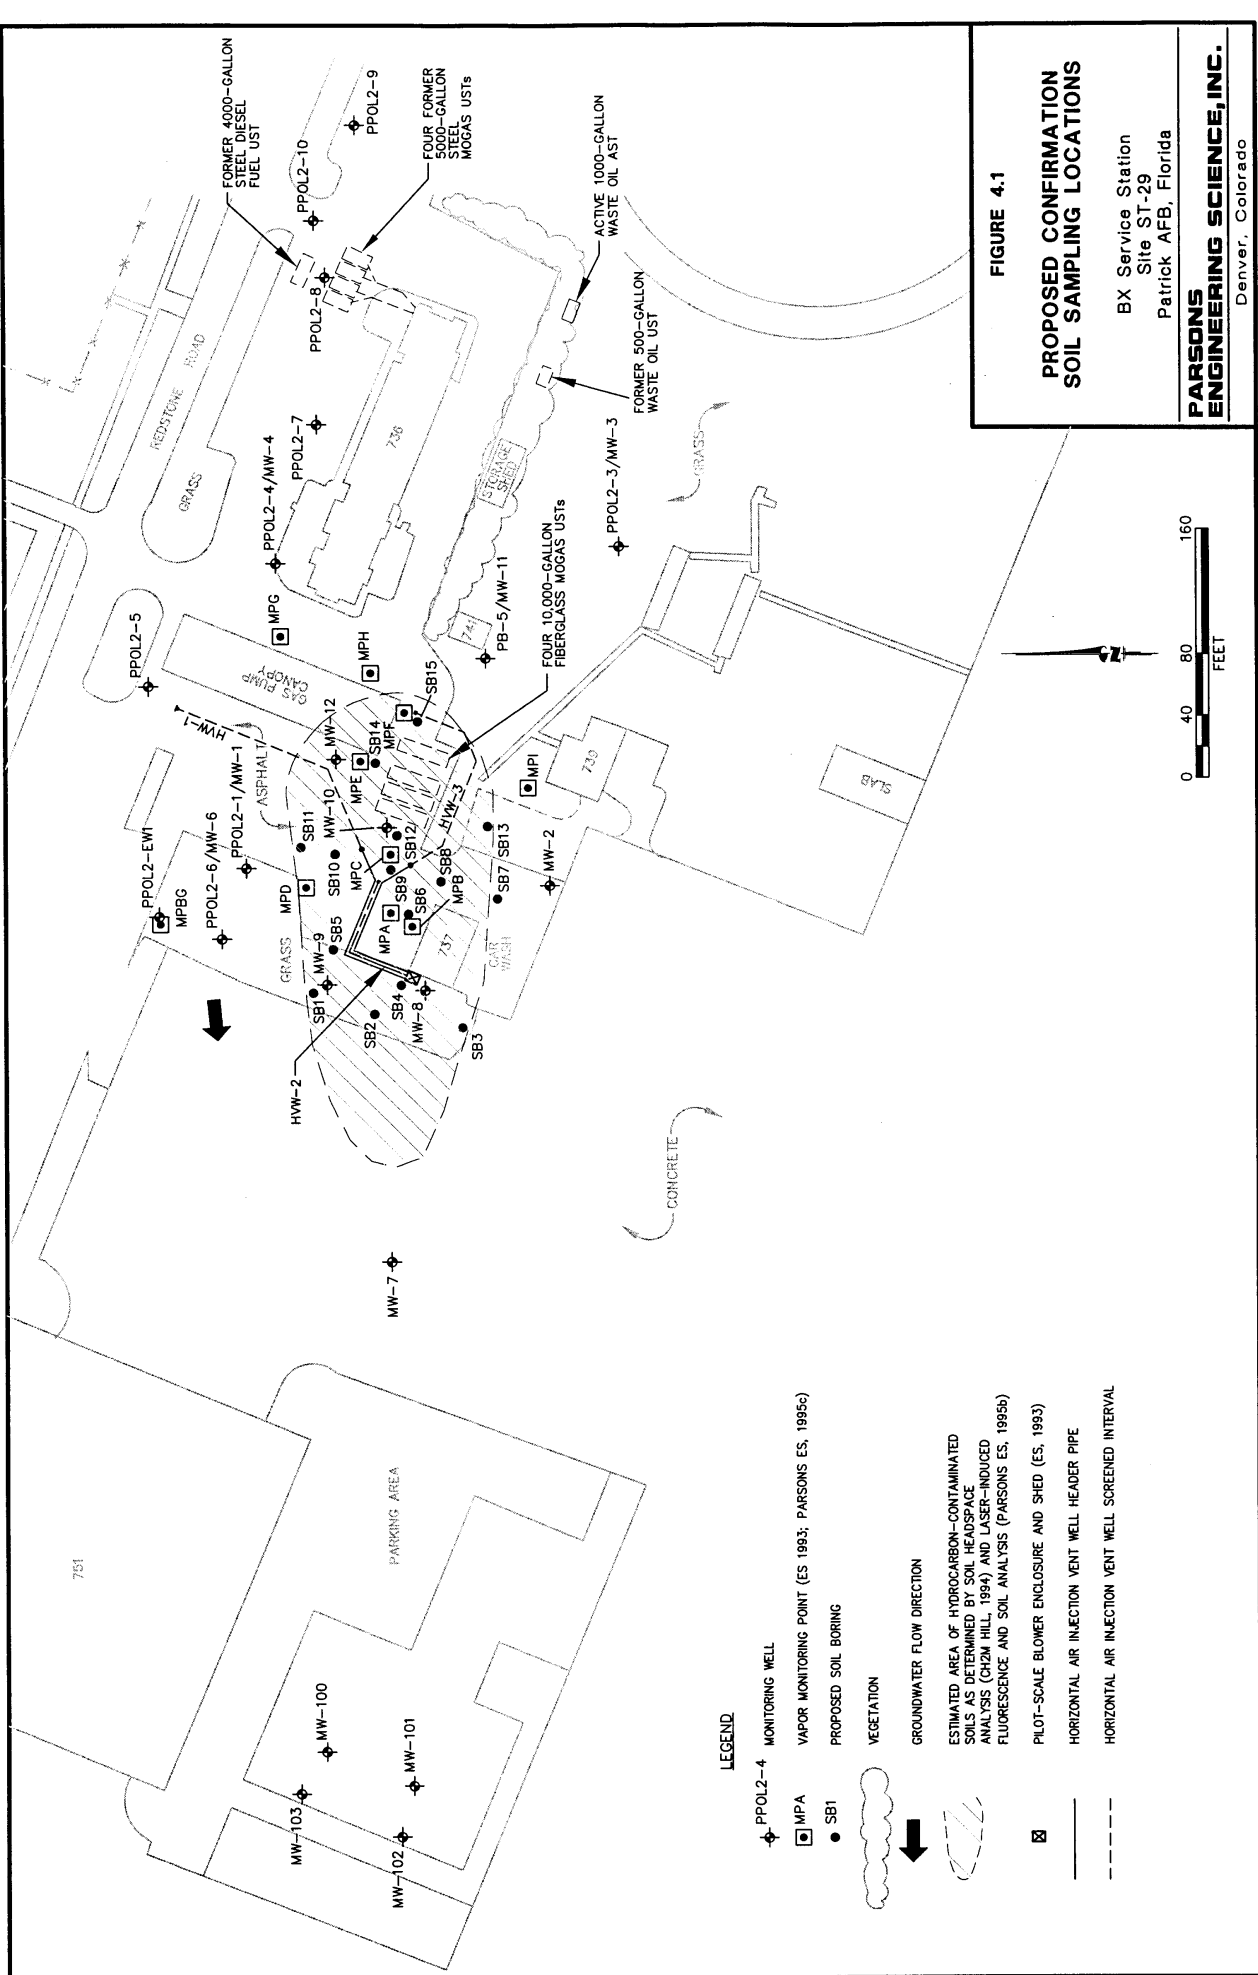 FORMER 4000-GALLON
STEEL DIESEL
FUEL UST
PPOL2-10
PPOL2-9
FOUR FORMER
5000-GALLON
STEEL
MOGAS USTs
PPOL2-8
REDSTONE ROAD
GRASS
PPOL2-7
PPOL2-4/MW-4
736
ACTIVE 1000-GALLON
WASTE OIL AST
FORMER 500-GALLON
WASTE OIL UST
STORAGE
SHED
PPOL2-3/MW-3
GRASS
PPOL2-5
MPG
MPH
GAS PUMP
CANOPY
741
PB-5/MW-11
FOUR 10,000-GALLON
FIBERGLASS MOGAS USTs
HVW-1
ASPHALT
MW-12
SB14
MPE
MPF
SB15
MPI
739
SLAB
PPOL2-EW1
MPBG
PPOL2-6/MW-6
PPOL2-1/MW-1
SB11
SB10
MW-10
MPD
MPC
SB12
HVW-3
SB13
SB9
SB8
SB7
MW-2
MPA
SB6
MPB
737
CAR
WASH
GRASS
SB5
MW-9
SB1
SB4
SB2
MW-8
SB3
HVW-2
CONCRETE
MW-7
751
PARKING AREA
MW-100
MW-103
MW-101
MW-102
LEGEND
PPOL2-4 MONITORING WELL
MPA VAPOR MONITORING POINT (ES 1993; PARSONS ES, 1995c)
SB1 PROPOSED SOIL BORING
VEGETATION
GROUNDWATER FLOW DIRECTION
ESTIMATED AREA OF HYDROCARBON-CONTAMINATED
SOILS AS DETERMINED BY SOIL HEADSPACE
ANALYSIS (CH2M HILL, 1994) AND LASER-INDUCED
FLUORESCENCE AND SOIL ANALYSIS (PARSONS ES, 1995b)
PILOT-SCALE BLOWER ENCLOSURE AND SHED (ES, 1993)
HORIZONTAL AIR INJECTION VENT WELL HEADER PIPE
HORIZONTAL AIR INJECTION VENT WELL SCREENED INTERVAL
N
0 40 80 160
FEET
FIGURE 4.1
PROPOSED CONFIRMATION
SOIL SAMPLING LOCATIONS
BX Service Station
Site ST-29
Patrick AFB, Florida
PARSONS
ENGINEERING SCIENCE, INC.
Denver, Colorado